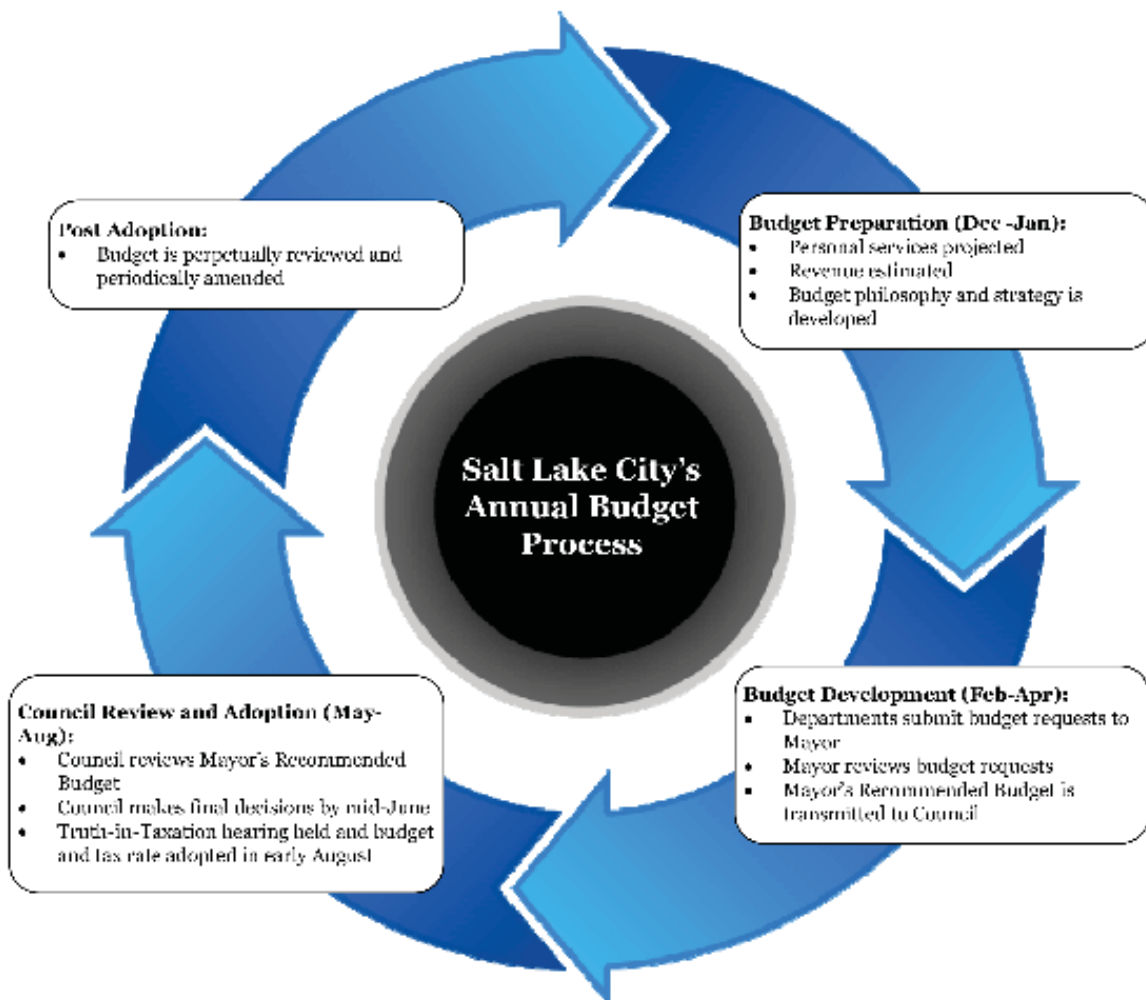 Post Adoption:
• Budget is perpetually reviewed and
periodically amended
Budget Preparation (Dec -Jan):
• Personal services projected
• Revenue estimated
• Budget philosophy and strategy is
developed
Salt Lake City's
Annual Budget
Process
Budget Development (Feb-Apr):
• Departments submit budget requests to
Mayor
• Mayor reviews budget requests
• Mayor's Recommended Budget is
transmitted to Council
Council Review and Adoption (May-
Aug):
• Council reviews Mayor's Recommended
Budget
• Council makes final decisions by mid-June
• Truth-in-Taxation hearing held and budget
and tax rate adopted in early August